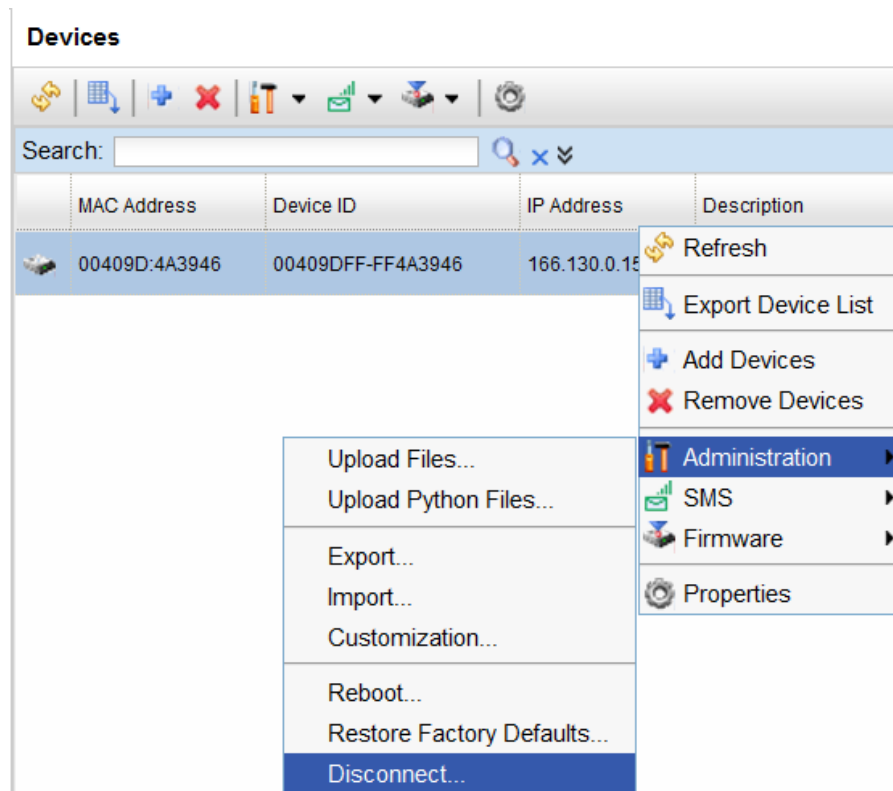 Devices
Search:
MAC Address Device ID IP Address Description
00409D:4A3946 00409DFF-FF4A3946 166.130.0.15
Refresh
Export Device List
Add Devices
Remove Devices
Administration
SMS
Firmware
Properties
Upload Files...
Upload Python Files...
Export...
Import...
Customization...
Reboot...
Restore Factory Defaults...
Disconnect...